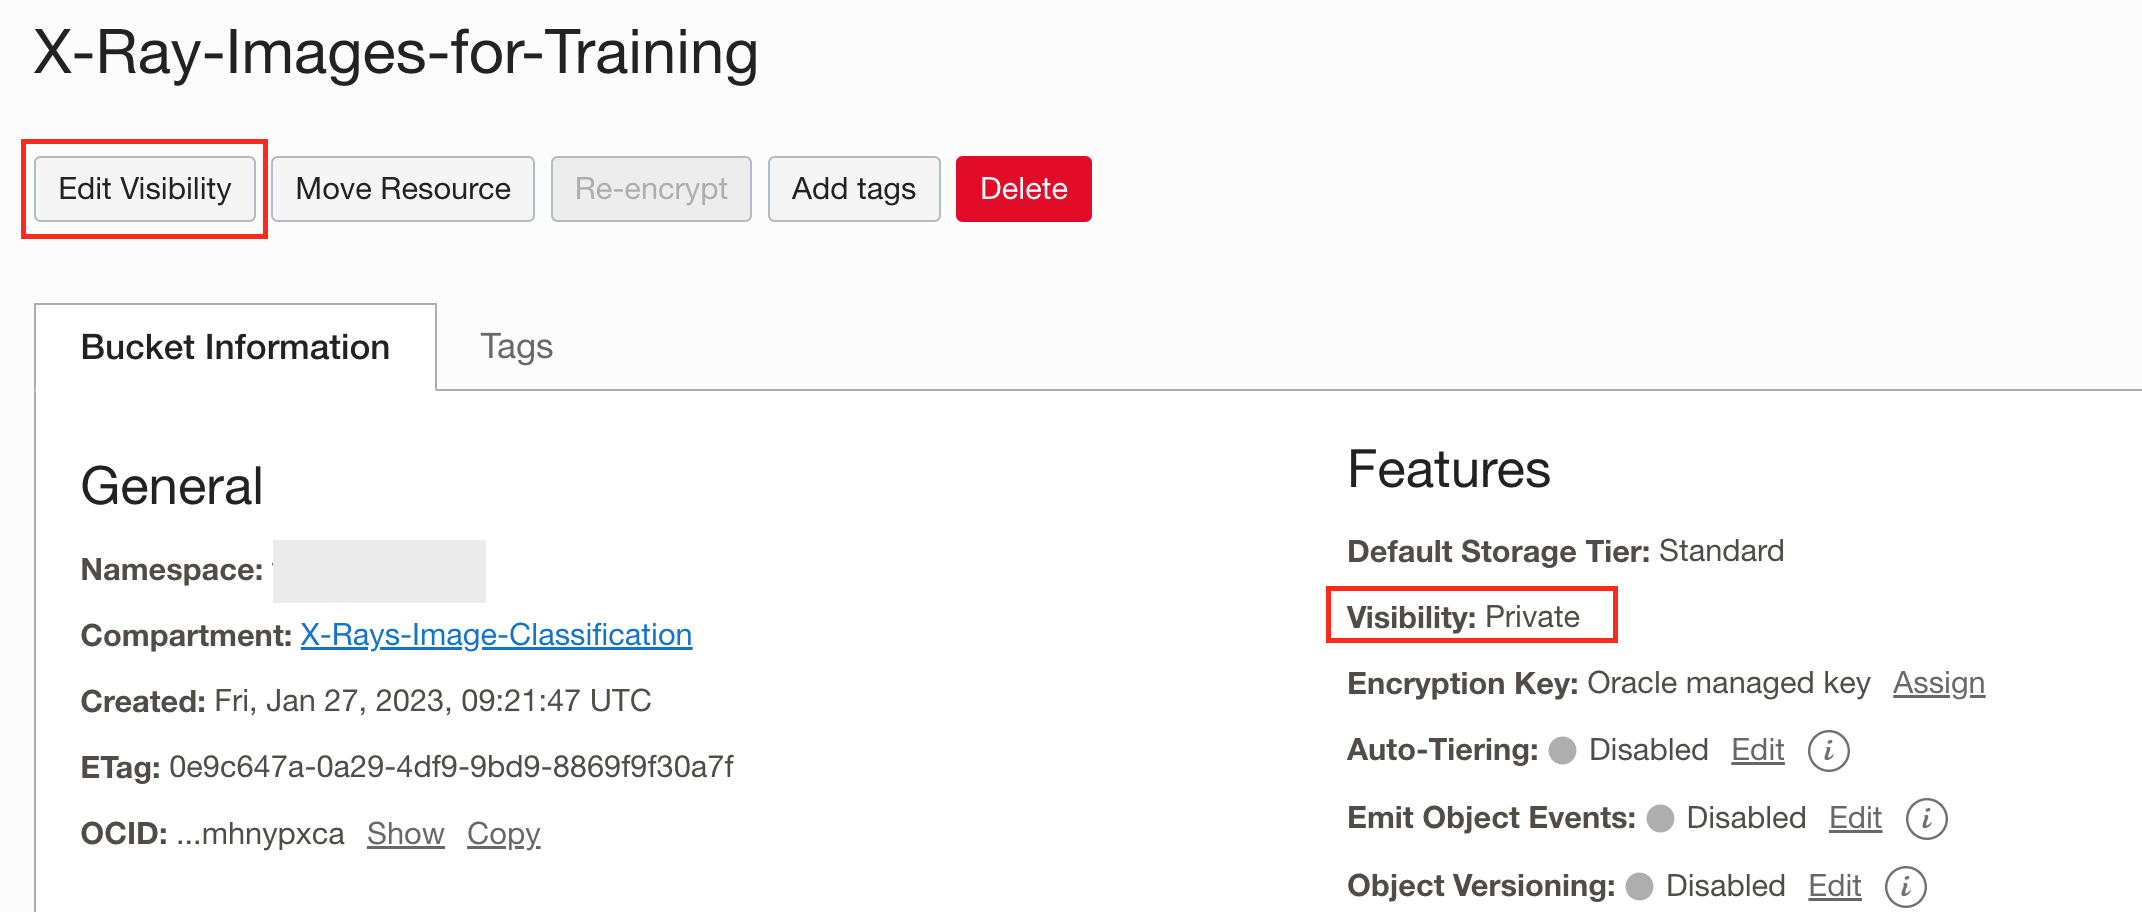 X-Ray-Images-for-Training
Edit Visibility Move Resource Re-encrypt Add tags Delete
Bucket Information Tags
General
Namespace:
Compartment: X-Rays-Image-Classification
Created: Fri, Jan 27, 2023, 09:21:47 UTC
ETag: 0e9c647a-0a29-4df9-9bd9-8869f9f30a7f
OCID: ...mhnypxca Show Copy
Features
Default Storage Tier: Standard
Visibility: Private
Encryption Key: Oracle managed key Assign
Auto-Tiering: Disabled Edit i
Emit Object Events: Disabled Edit i
Object Versioning: Disabled Edit i